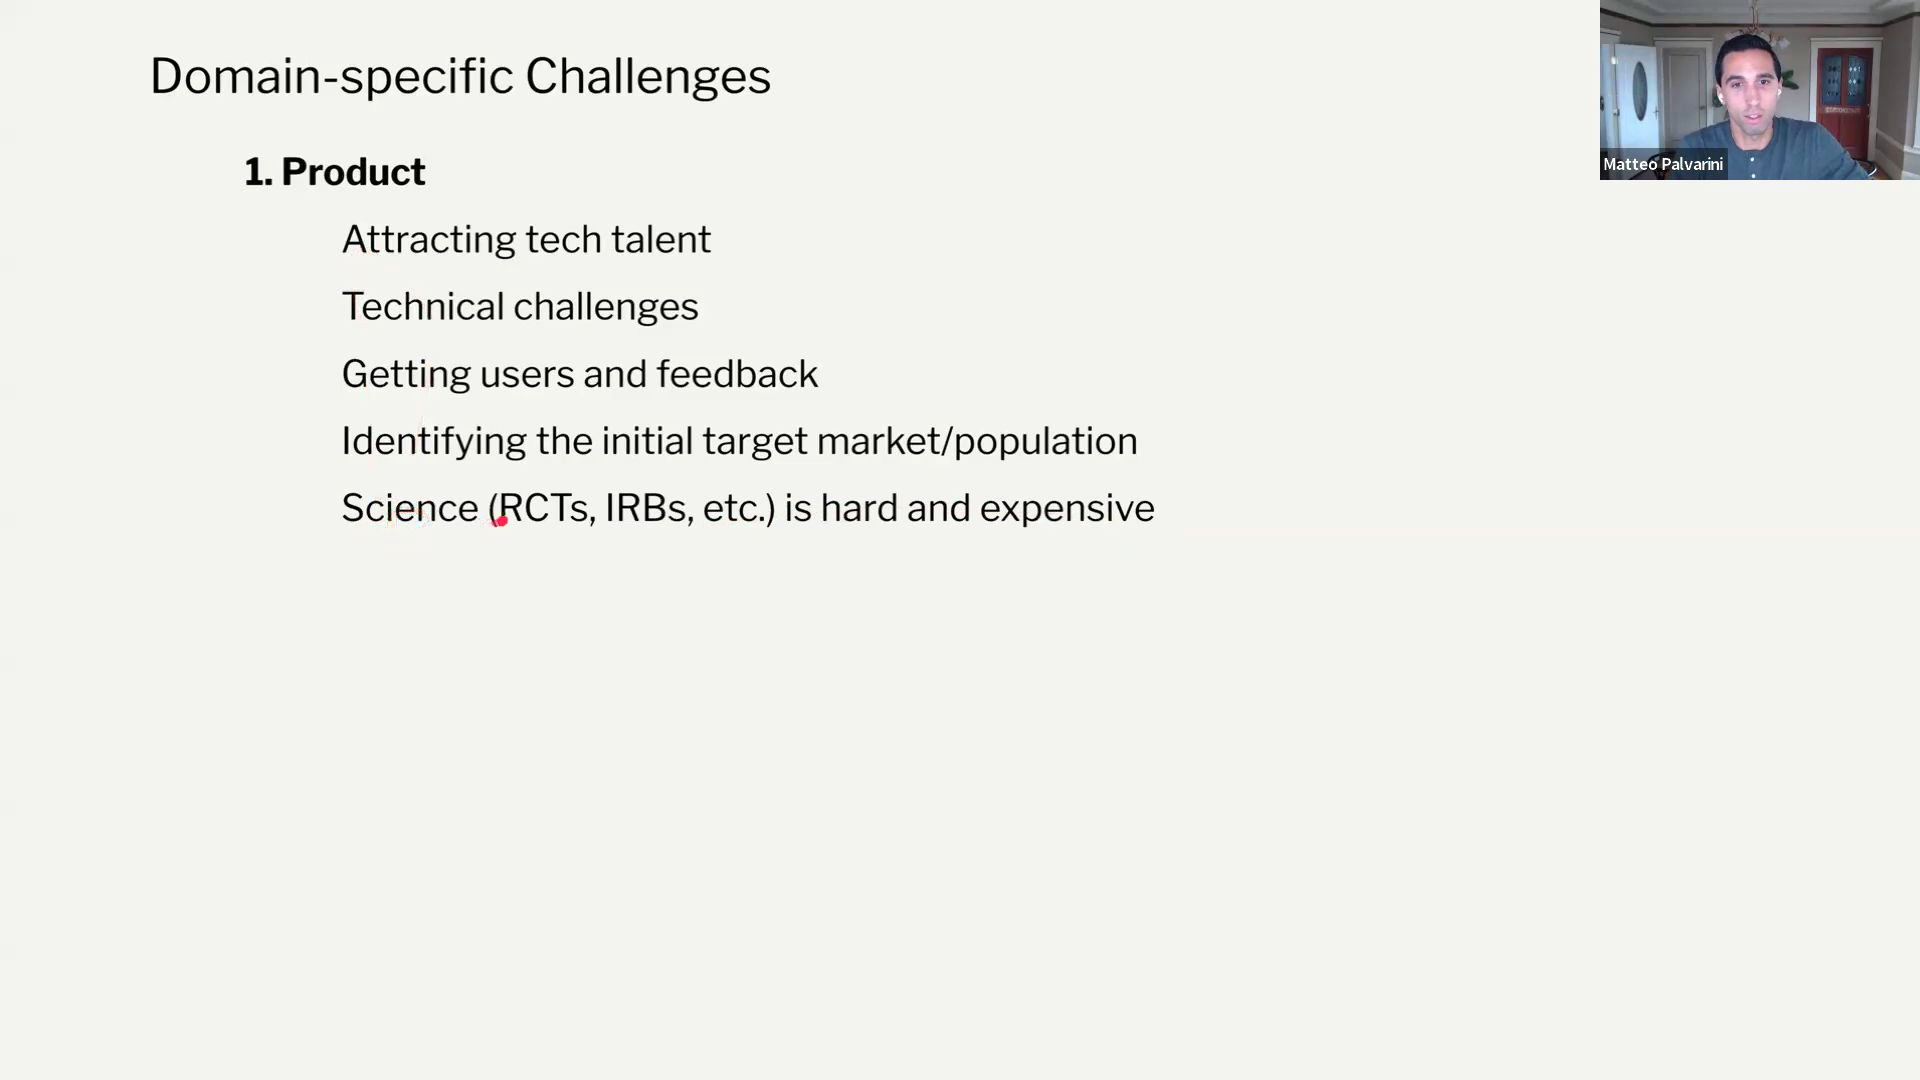 Domain-specific Challenges
1. Product
Attracting tech talent
Technical challenges
Getting users and feedback
Identifying the initial target market/population
Science (RCTs, IRBs, etc.) is hard and expensive
Matteo Palvarini